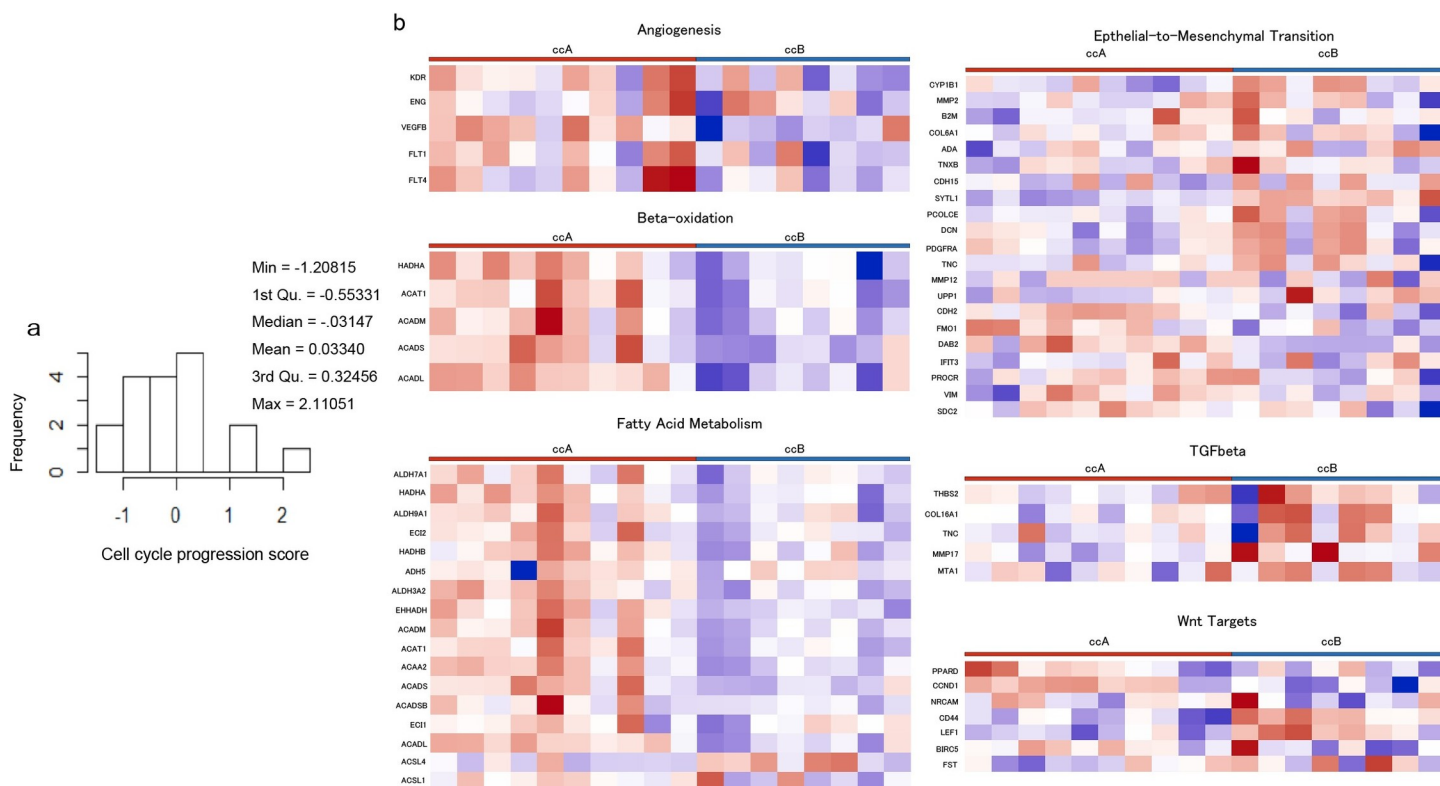 a
Min = -1.20815
1st Qu. = -0.55331
Median = -.03147
Mean = 0.03340
3rd Qu. = 0.32456
Max = 2.11051
Frequency
4
2
0
-1 0 1 2
Cell cycle progression score
b
Angiogenesis
ccA ccB
KDR
ENG
VEGFB
FLT1
FLT4
Beta-oxidation
ccA ccB
HADHA
ACAT1
ACADM
ACADS
ACADL
Fatty Acid Metabolism
ccA ccB
ALDH7A1
HADHA
ALDH9A1
ECI2
HADHB
ADH5
ALDH3A2
EHHADH
ACADM
ACAT1
ACAA2
ACADS
ACADSB
ECI1
ACADL
ACSL4
ACSL1
Epthelial-to-Mesenchymal Transition
ccA ccB
CYP1B1
MMP2
B2M
COL6A1
ADA
TNXB
CDH15
SYTL1
PCOLCE
DCN
PDGFRA
TNC
MMP12
UPP1
CDH2
FMO1
DAB2
IFIT3
PROCR
VIM
SDC2
TGFbeta
ccA ccB
THBS2
COL16A1
TNC
MMP17
MTA1
Wnt Targets
ccA ccB
PPARD
CCND1
NRCAM
CD44
LEF1
BIRC5
FST